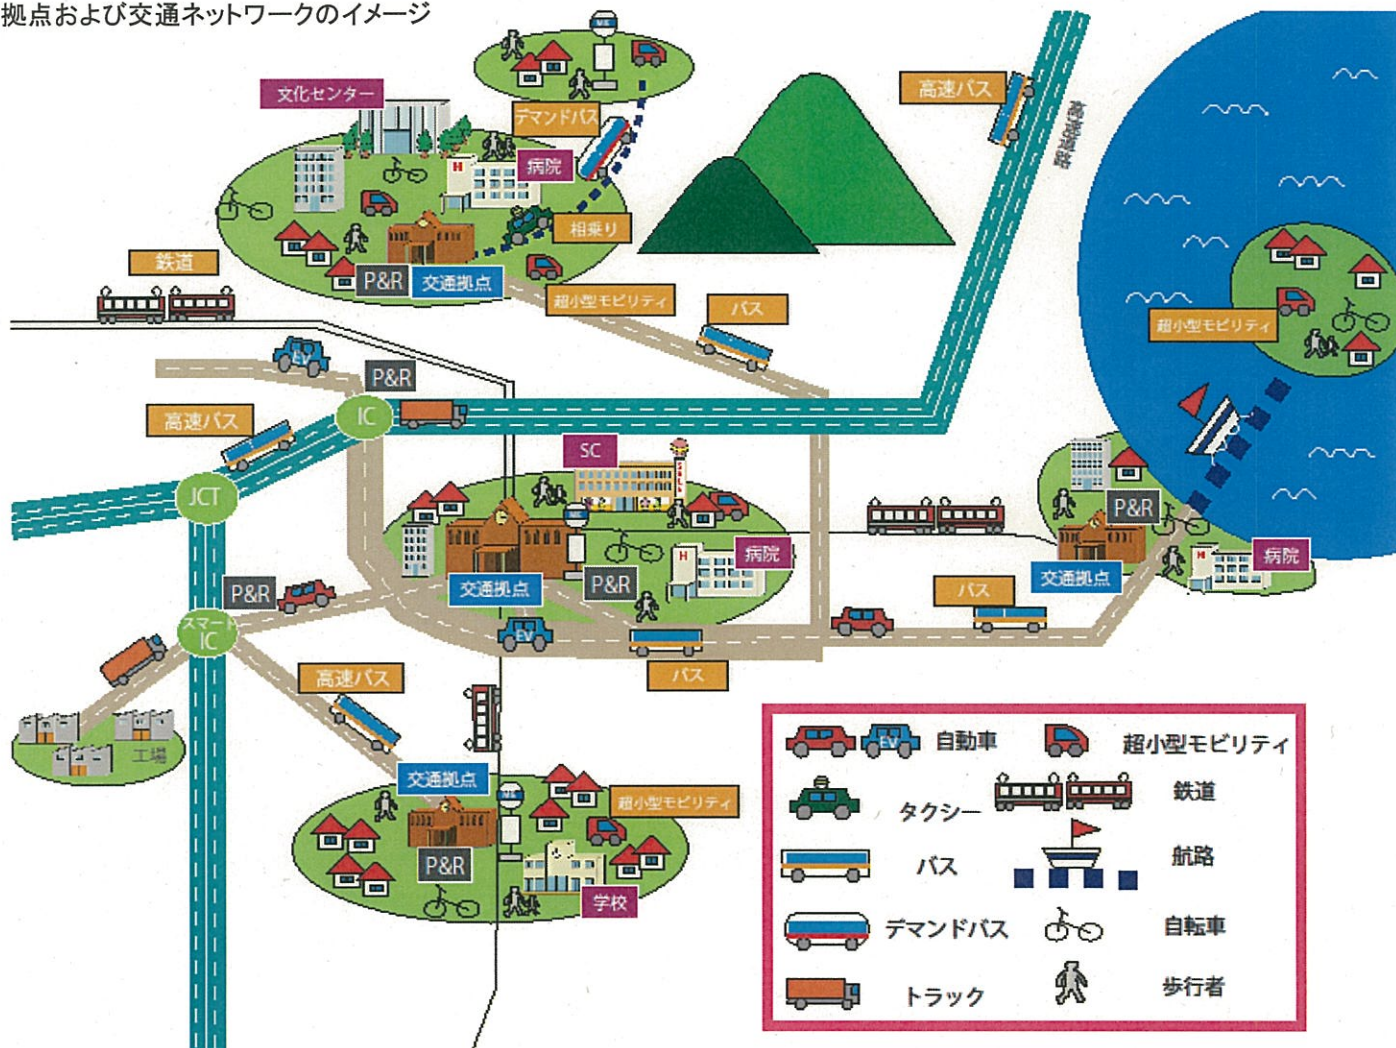 拠点および交通ネットワークのイメージ
文化センター
デマンドバス
高速バス
病院
相乗り
鉄道
P&R
交通拠点
超小型モビリティ
バス
超小型モビリティ
EV
P&R
IC
高速バス
SC
JCT
P&R
病院
病院
交通拠点
P&R
交通拠点
バス
P&R
スマート
IC
EV
バス
高速バス
工場
交通拠点
超小型モビリティ
P&R
学校
EV
自動車
超小型モビリティ
タクシー
鉄道
バス
航路
デマンドバス
自転車
トラック
歩行者